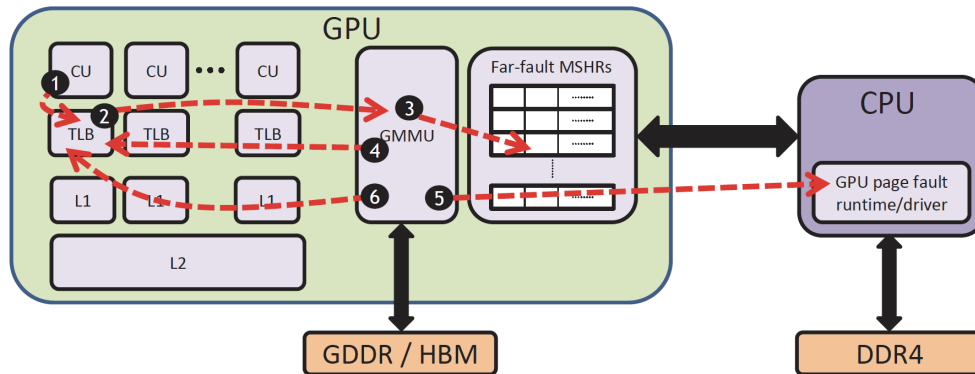 GPU
CU
CU
•••
CU
Far-fault MSHRs
1
2
3
TLB
TLB
TLB
GMMU
4
CPU
GPU page fault
runtime/driver
L1
L1
L1
6
5
L2
GDDR / HBM
DDR4